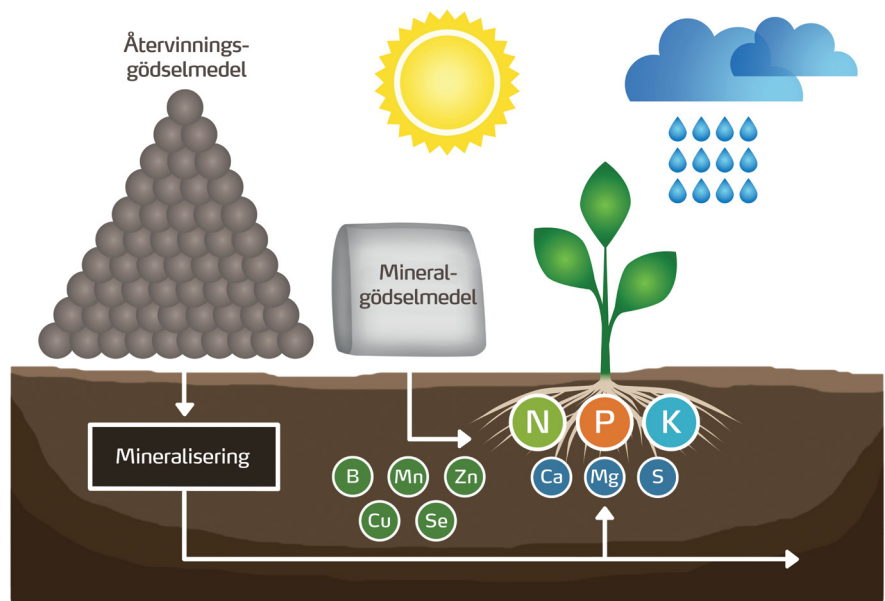 Återvinnings-
gödselmedel
Mineral-
gödselmedel
N P K
Mineralisering
B Mn Zn
Ca Mg S
Cu Se